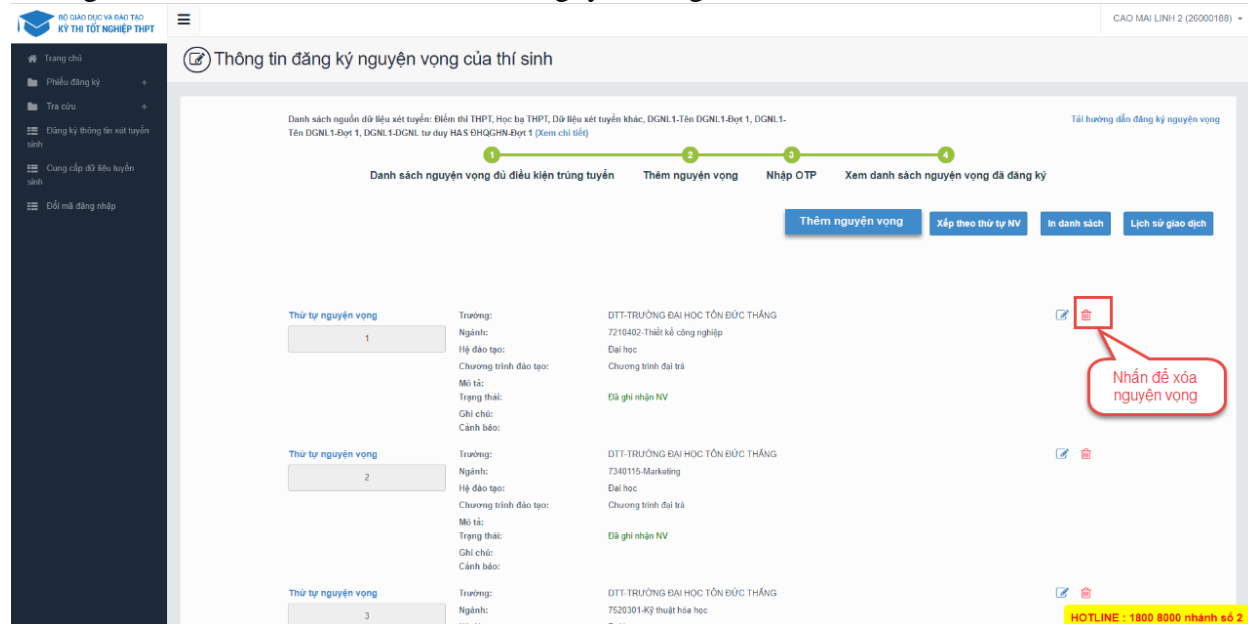 BỘ GIÁO DỤC VÀ ĐÀO TẠO
KỲ THI TỐT NGHIỆP THPT
CAO MAI LINH 2 (26000188)
Trang chủ
Phiếu đăng ký +
Tra cứu +
Đăng ký thông tin xét tuyển
sinh
Cung cấp dữ liệu tuyển
sinh
Đổi mã đăng nhập
Thông tin đăng ký nguyện vọng của thí sinh
Danh sách nguồn dữ liệu xét tuyển: Điểm thi THPT, Học bạ THPT, Dữ liệu xét tuyển khác, DGNL1-Tên DGNL1-Đợt 1, DGNL1-
Tên DGNL1-Đợt 1, DGNL1-DGNL tư duy HAS ĐHQGHN-Đợt 1 (Xem chi tiết)
Tải hướng dẫn đăng ký nguyện vọng
1 2 3 4
Danh sách nguyện vọng đủ điều kiện trúng tuyển Thêm nguyện vọng Nhập OTP Xem danh sách nguyện vọng đã đăng ký
Thêm nguyện vọng Xếp theo thứ tự NV In danh sách Lịch sử giao dịch
Thứ tự nguyện vọng
1
Trường: DTT-TRƯỜNG ĐẠI HỌC TÔN ĐỨC THẮNG
Ngành: 7210402-Thiết kế công nghiệp
Hệ đào tạo: Đại học
Chương trình đào tạo: Chương trình đại trà
Mô tả:
Trạng thái: Đã ghi nhận NV
Ghi chú:
Cảnh báo:
Nhấn để xóa
nguyện vọng
Thứ tự nguyện vọng
2
Trường: DTT-TRƯỜNG ĐẠI HỌC TÔN ĐỨC THẮNG
Ngành: 7340115-Marketing
Hệ đào tạo: Đại học
Chương trình đào tạo: Chương trình đại trà
Mô tả:
Trạng thái: Đã ghi nhận NV
Ghi chú:
Cảnh báo:
Thứ tự nguyện vọng
3
Trường: DTT-TRƯỜNG ĐẠI HỌC TÔN ĐỨC THẮNG
Ngành: 7520301-Kỹ thuật hóa học
HOTLINE : 1800 8000 nhánh số 2